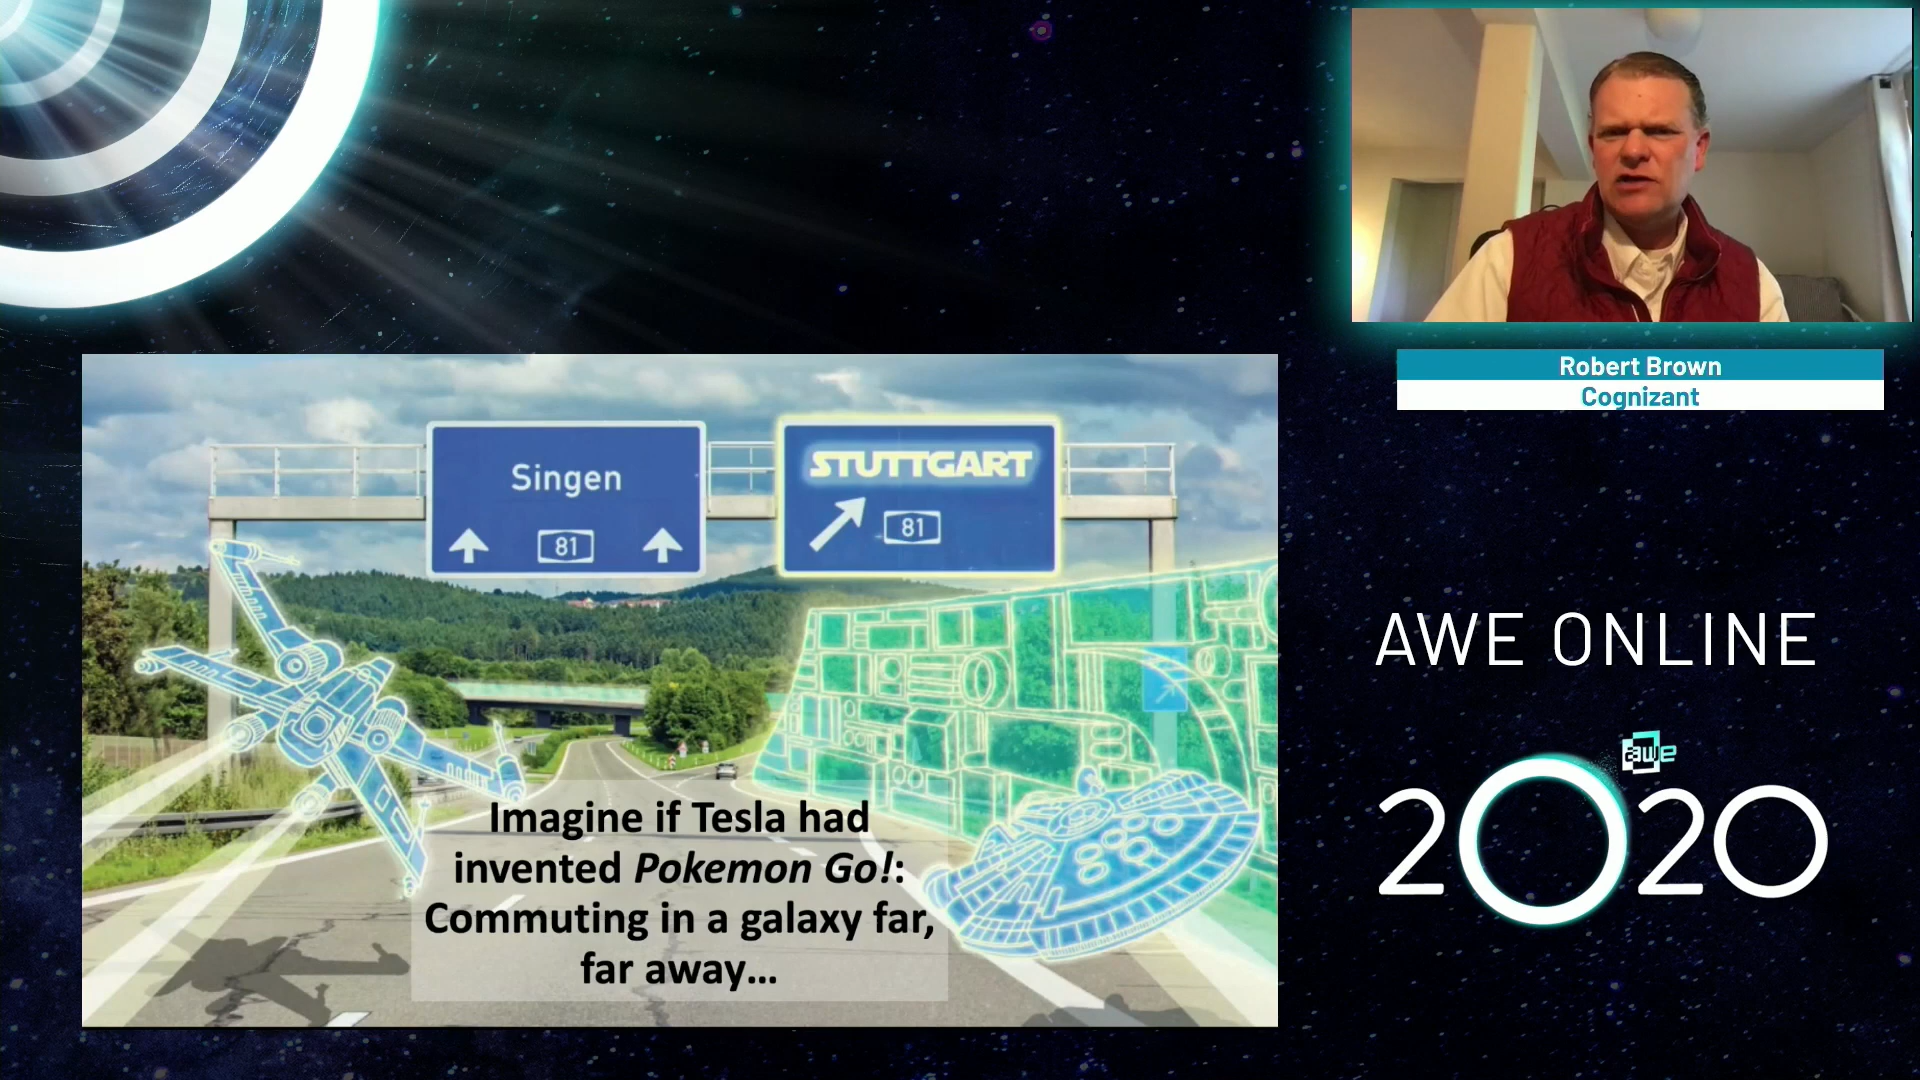 Robert Brown
Cognizant
Singen
81
STUTTGART
81
Imagine if Tesla had
invented Pokemon Go!:
Commuting in a galaxy far,
far away...
AWE ONLINE
awe
2020